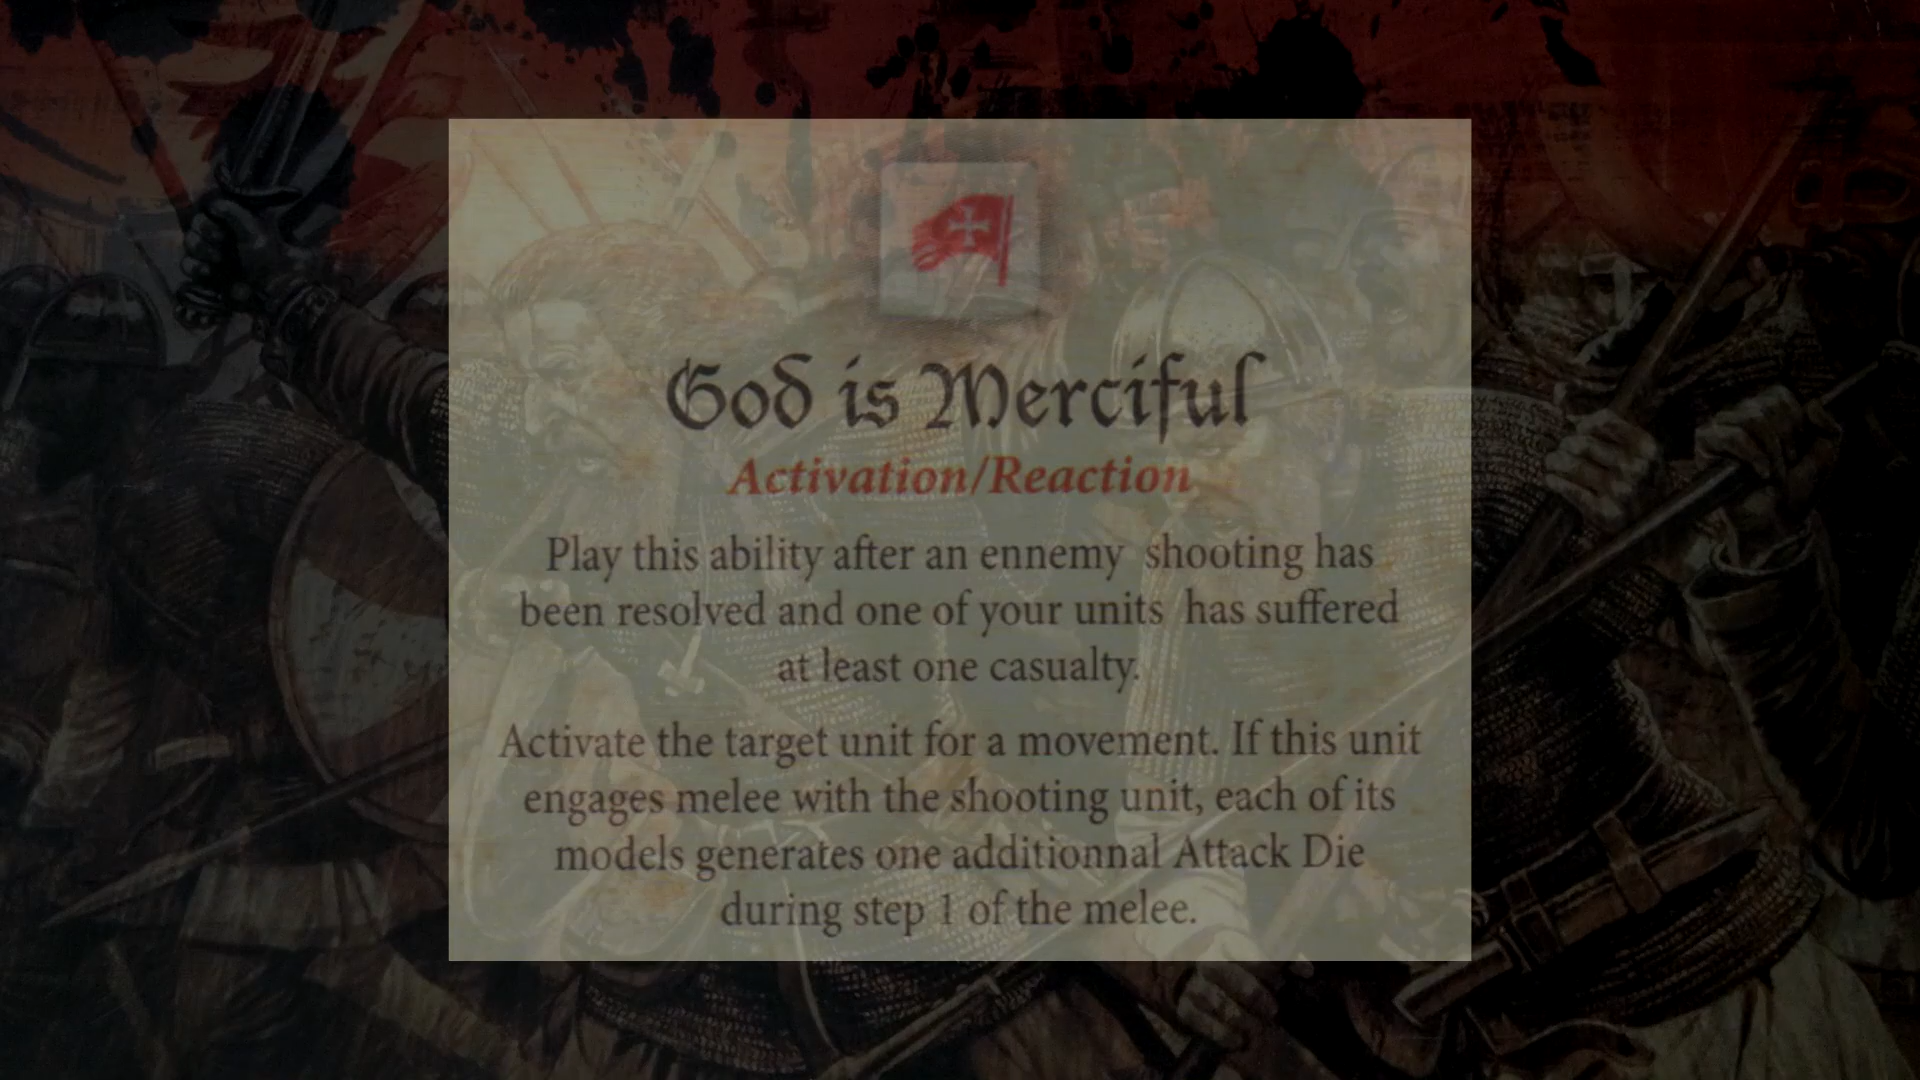 God is Merciful
Activation/Reaction
Play this ability after an ennemy shooting has
been resolved and one of your units has suffered
at least one casualty.
Activate the target unit for a movement. If this unit
engages melee with the shooting unit, each of its
models generates one additionnal Attack Die
during step 1 of the melee.